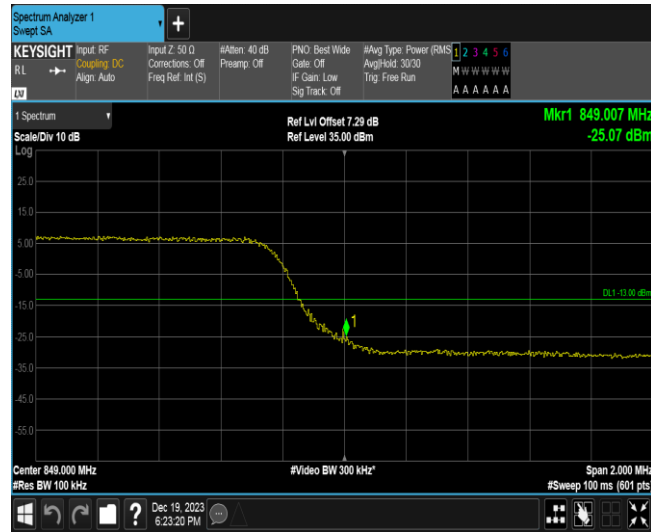 Spectrum Analyzer 1
Swept SA
+
KEYSIGHT
RL
LXI
Input: RF
Coupling: DC
Align: Auto
Input Z: 50 Ω
Corrections: Off
Freq Ref: Int (S)
#Atten: 40 dB
Preamp: Off
PNO: Best Wide
Gate: Off
IF Gain: Low
Sig Track: Off
#Avg Type: Power (RMS
Avg|Hold: 30/30
Trig: Free Run
1 2 3 4 5 6
M W W W W W
A A A A A A
1 Spectrum
Scale/Div 10 dB
Log
Ref Lvl Offset 7.29 dB
Ref Level 35.00 dBm
Mkr1 849.007 MHz
-25.07 dBm
25.0
15.0
5.00
-5.00
DL1 -13.00 dBm
-15.0
1
-25.0
-35.0
-45.0
-55.0
Center 849.000 MHz
#Res BW 100 kHz
#Video BW 300 kHz*
Span 2.000 MHz
#Sweep 100 ms (601 pts)
?
Dec 19, 2023
6:23:20 PM